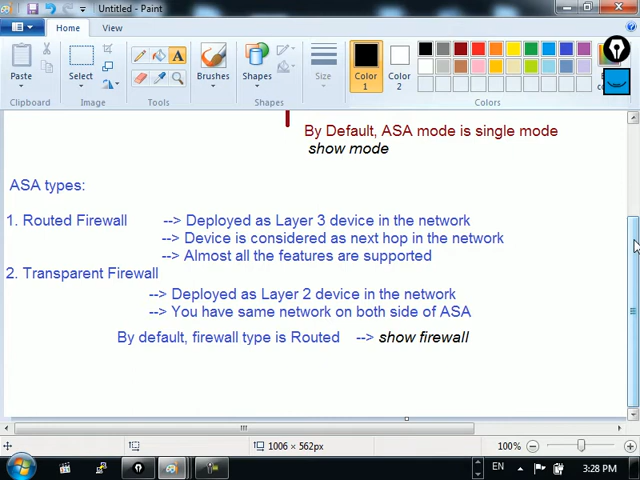 Untitled - Paint
Home View
Paste
Select
Brushes
Shapes
Size
Color 1
Color 2
Clipboard Image Tools Shapes Colors
By Default, ASA mode is single mode
show mode
ASA types:
1. Routed Firewall --> Deployed as Layer 3 device in the network
--> Device is considered as next hop in the network
--> Almost all the features are supported
2. Transparent Firewall
--> Deployed as Layer 2 device in the network
--> You have same network on both side of ASA
By default, firewall type is Routed --> show firewall
1006 × 562px 100%
EN 3:28 PM